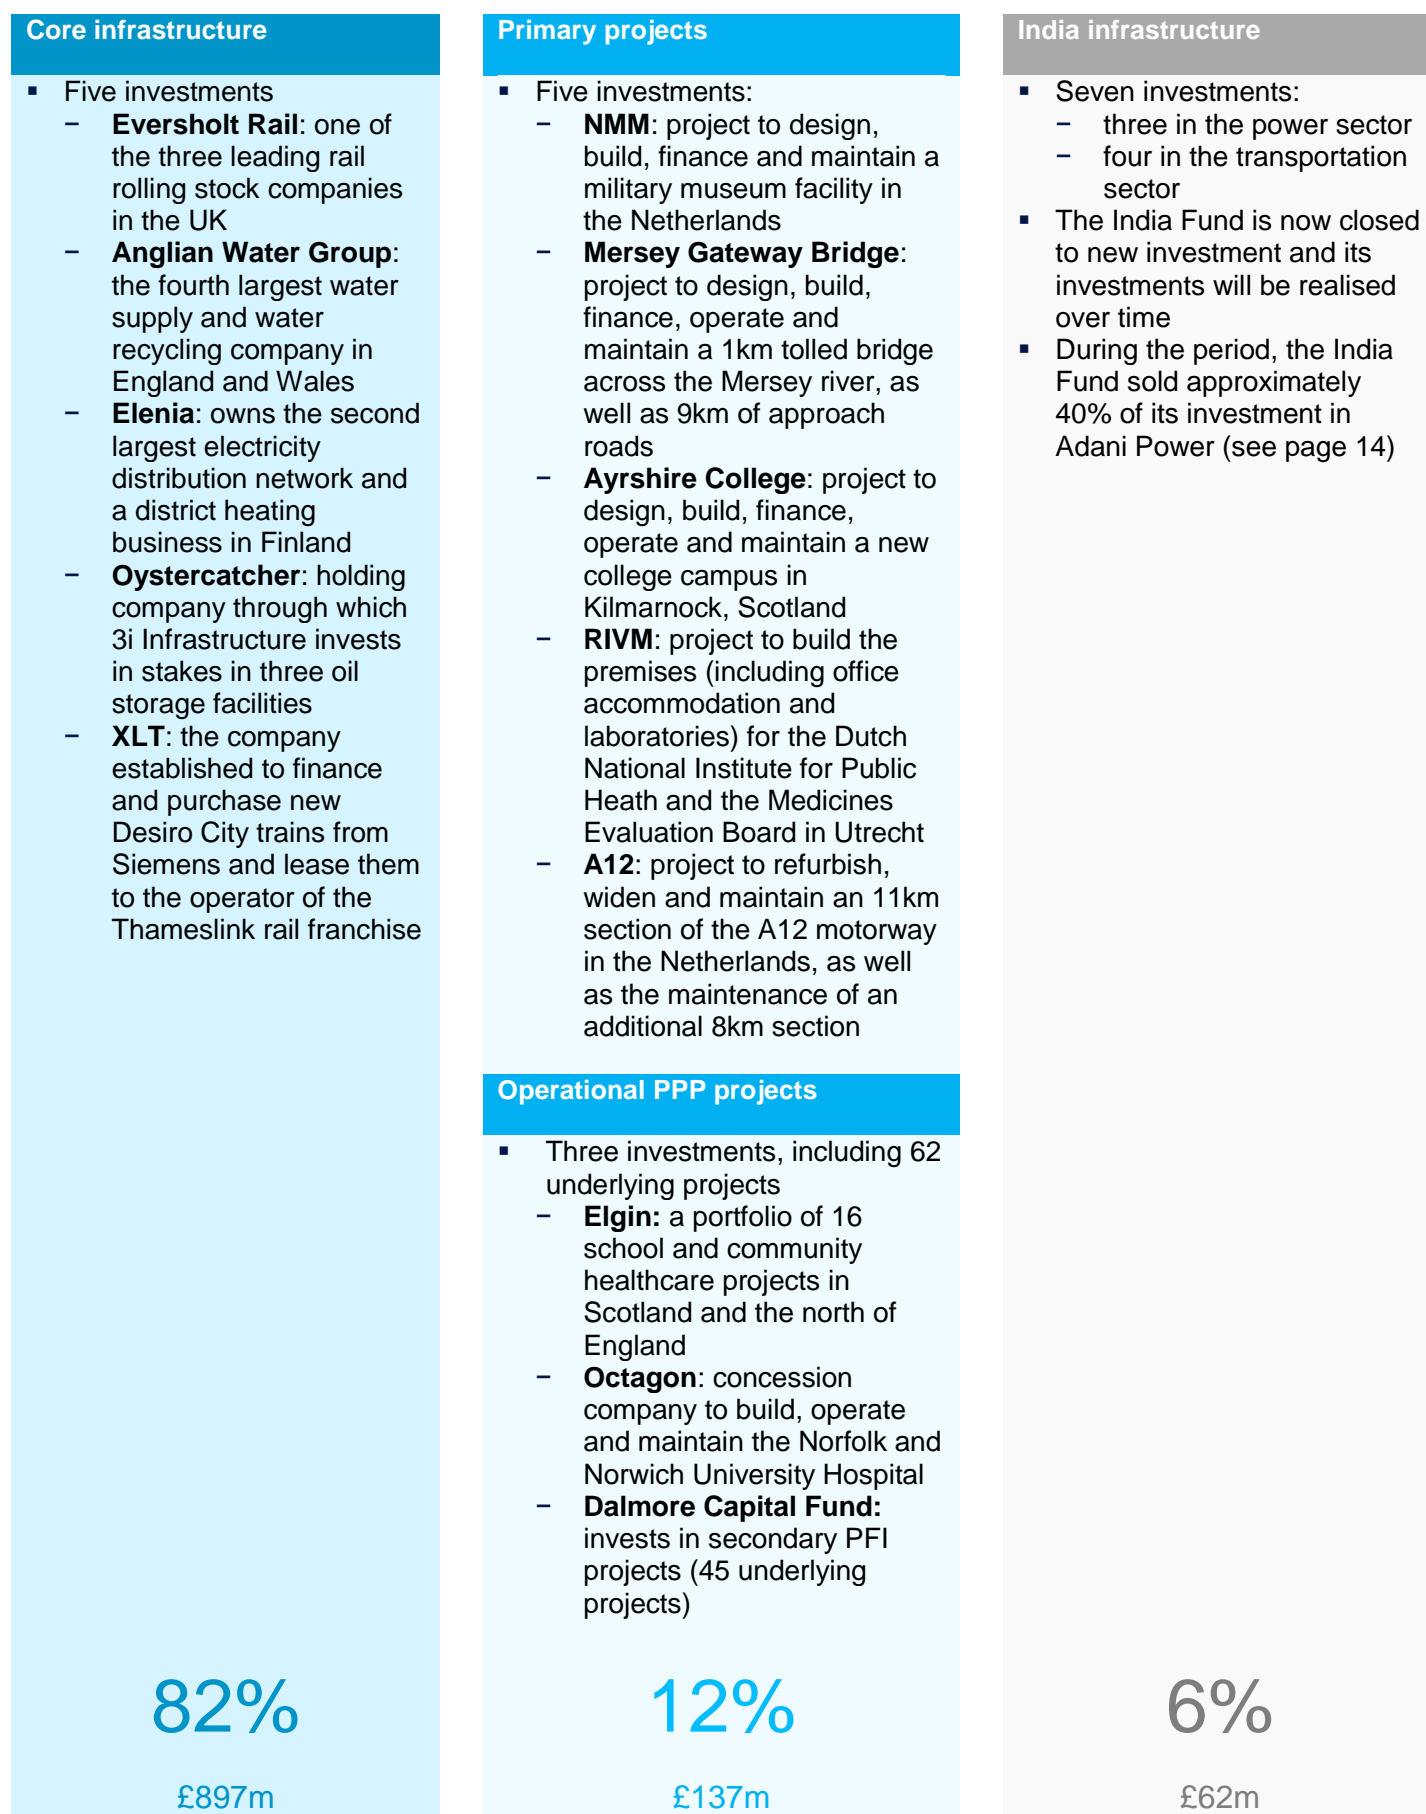 Core infrastructure
▪ Five investments
− Eversholt Rail: one of
the three leading rail
rolling stock companies
in the UK
− Anglian Water Group:
the fourth largest water
supply and water
recycling company in
England and Wales
− Elenia: owns the second
largest electricity
distribution network and
a district heating
business in Finland
− Oystercatcher: holding
company through which
3i Infrastructure invests
in stakes in three oil
storage facilities
− XLT: the company
established to finance
and purchase new
Desiro City trains from
Siemens and lease them
to the operator of the
Thameslink rail franchise
82%
£897m
Primary projects
▪ Five investments:
− NMM: project to design,
build, finance and maintain a
military museum facility in
the Netherlands
− Mersey Gateway Bridge:
project to design, build,
finance, operate and
maintain a 1km tolled bridge
across the Mersey river, as
well as 9km of approach
roads
− Ayrshire College: project to
design, build, finance,
operate and maintain a new
college campus in
Kilmarnock, Scotland
− RIVM: project to build the
premises (including office
accommodation and
laboratories) for the Dutch
National Institute for Public
Heath and the Medicines
Evaluation Board in Utrecht
− A12: project to refurbish,
widen and maintain an 11km
section of the A12 motorway
in the Netherlands, as well
as the maintenance of an
additional 8km section
Operational PPP projects
▪ Three investments, including 62
underlying projects
− Elgin: a portfolio of 16
school and community
healthcare projects in
Scotland and the north of
England
− Octagon: concession
company to build, operate
and maintain the Norfolk and
Norwich University Hospital
− Dalmore Capital Fund:
invests in secondary PFI
projects (45 underlying
projects)
12%
£137m
India infrastructure
▪ Seven investments:
− three in the power sector
− four in the transportation
sector
▪ The India Fund is now closed
to new investment and its
investments will be realised
over time
▪ During the period, the India
Fund sold approximately
40% of its investment in
Adani Power (see page 14)
6%
£62m